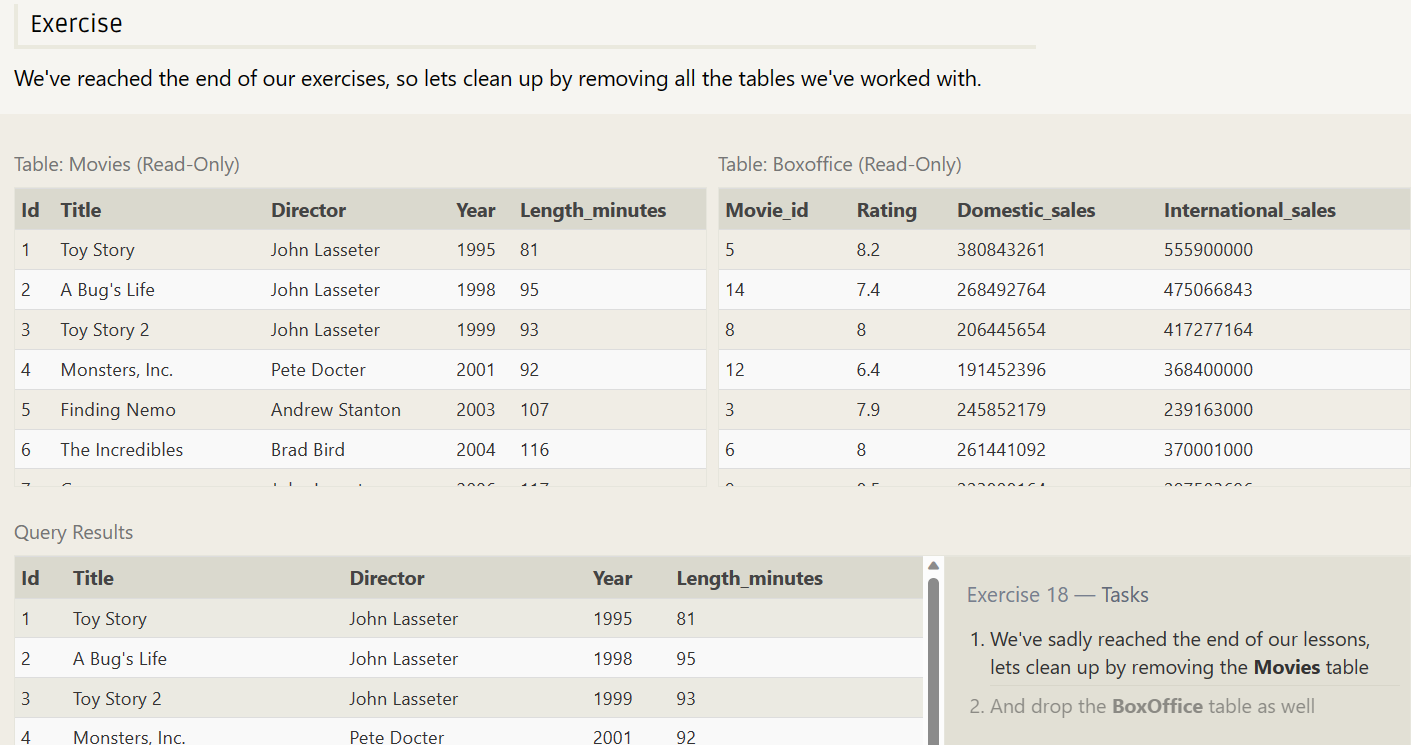 Exercise
We've reached the end of our exercises, so lets clean up by removing all the tables we've worked with.
Table: Movies (Read-Only)
Id Title Director Year Length_minutes
1 Toy Story John Lasseter 1995 81
2 A Bug's Life John Lasseter 1998 95
3 Toy Story 2 John Lasseter 1999 93
4 Monsters, Inc. Pete Docter 2001 92
5 Finding Nemo Andrew Stanton 2003 107
6 The Incredibles Brad Bird 2004 116
Table: Boxoffice (Read-Only)
Movie_id Rating Domestic_sales International_sales
5 8.2 380843261 555900000
14 7.4 268492764 475066843
8 8 206445654 417277164
12 6.4 191452396 368400000
3 7.9 245852179 239163000
6 8 261441092 370001000
Query Results
Id Title Director Year Length_minutes
1 Toy Story John Lasseter 1995 81
2 A Bug's Life John Lasseter 1998 95
3 Toy Story 2 John Lasseter 1999 93
4 Monsters, Inc. Pete Docter 2001 92
Exercise 18 — Tasks
1. We've sadly reached the end of our lessons,
lets clean up by removing the Movies table
2. And drop the BoxOffice table as well